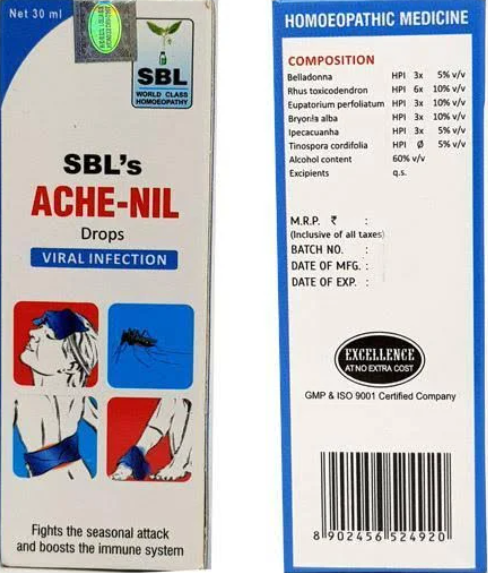 Net 30 ml
SBL
WORLD CLASS
HOMOEOPATHY
SBL's
ACHE-NIL
Drops
VIRAL INFECTION
Fights the seasonal attack
and boosts the immune system
HOMOEOPATHIC MEDICINE
COMPOSITION
Belladonna HPI 3x 5% v/v
Rhus toxicodendron HPI 6x 10% v/v
Eupatorium perfoliatum HPI 3x 10% v/v
Bryonia alba HPI 3x 10% v/v
Ipecacuanha HPI 3x 5% v/v
Tinospora cordifolia HPI Ø 5% v/v
Alcohol content 60% v/v
Excipients q.s.
M.R.P. ₹ :
(Inclusive of all taxes)
BATCH NO. :
DATE OF MFG. :
DATE OF EXP. :
EXCELLENCE
AT NO EXTRA COST
GMP & ISO 9001 Certified Company
8 902456 524920